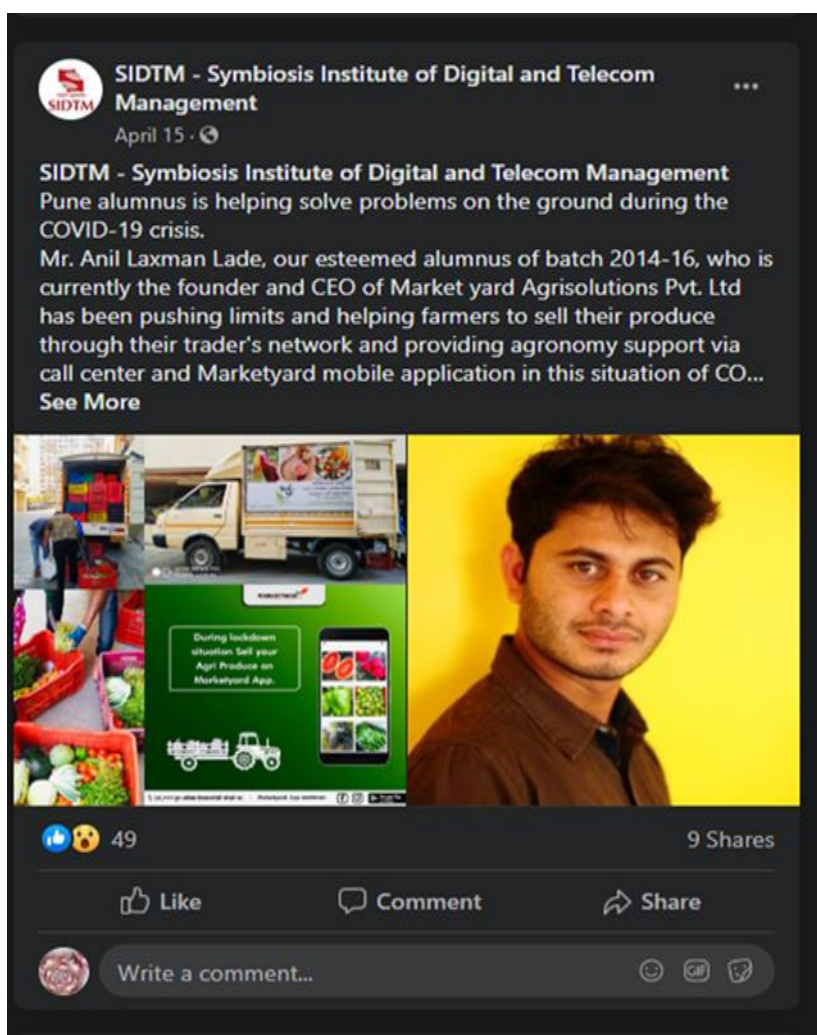 SIDTM - Symbiosis Institute of Digital and Telecom
Management
SIDTM
April 15 ·
SIDTM - Symbiosis Institute of Digital and Telecom Management
Pune alumnus is helping solve problems on the ground during the
COVID-19 crisis.
Mr. Anil Laxman Lade, our esteemed alumnus of batch 2014-16, who is
currently the founder and CEO of Market yard Agrisolutions Pvt. Ltd
has been pushing limits and helping farmers to sell their produce
through their trader's network and providing agronomy support via
call center and Marketyard mobile application in this situation of CO...
See More
During lockdown
situation Sell your
Agri Produce on
Marketyard App.
49
9 Shares
Like
Comment
Share
Write a comment...
GIF